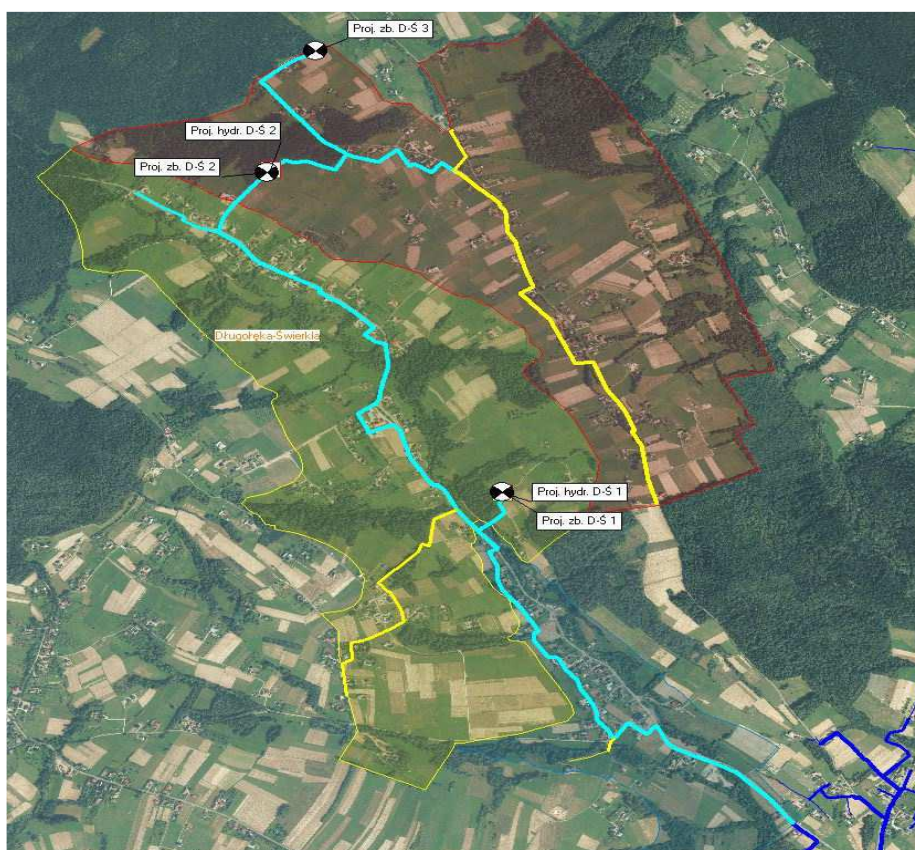 Proj. zb. D-Ś 3
Proj. hydr. D-Ś 2
Proj. zb. D-Ś 2
Długołęka-Świerkla
Proj. hydr. D-Ś 1
Proj. zb. D-Ś 1